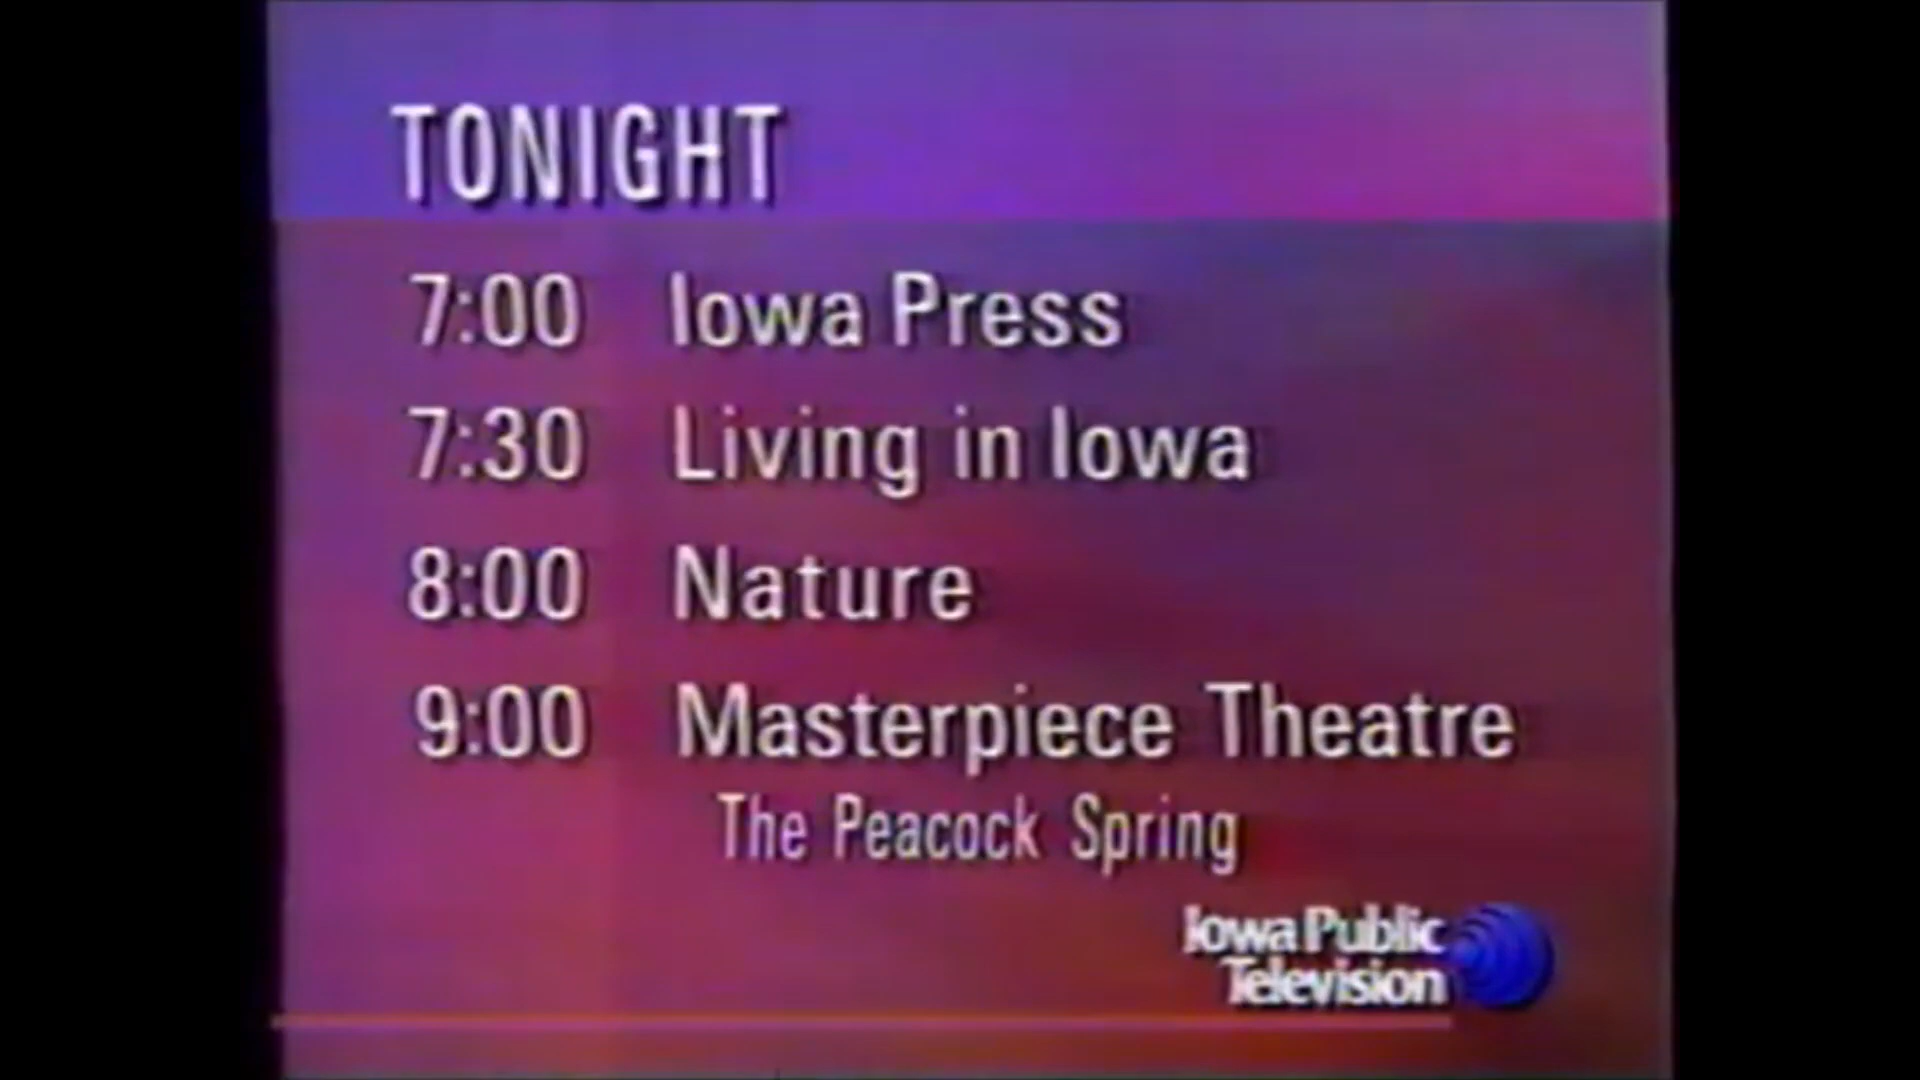 TONIGHT
7:00 Iowa Press
7:30 Living in Iowa
8:00 Nature
9:00 Masterpiece Theatre
The Peacock Spring
Iowa Public
Television